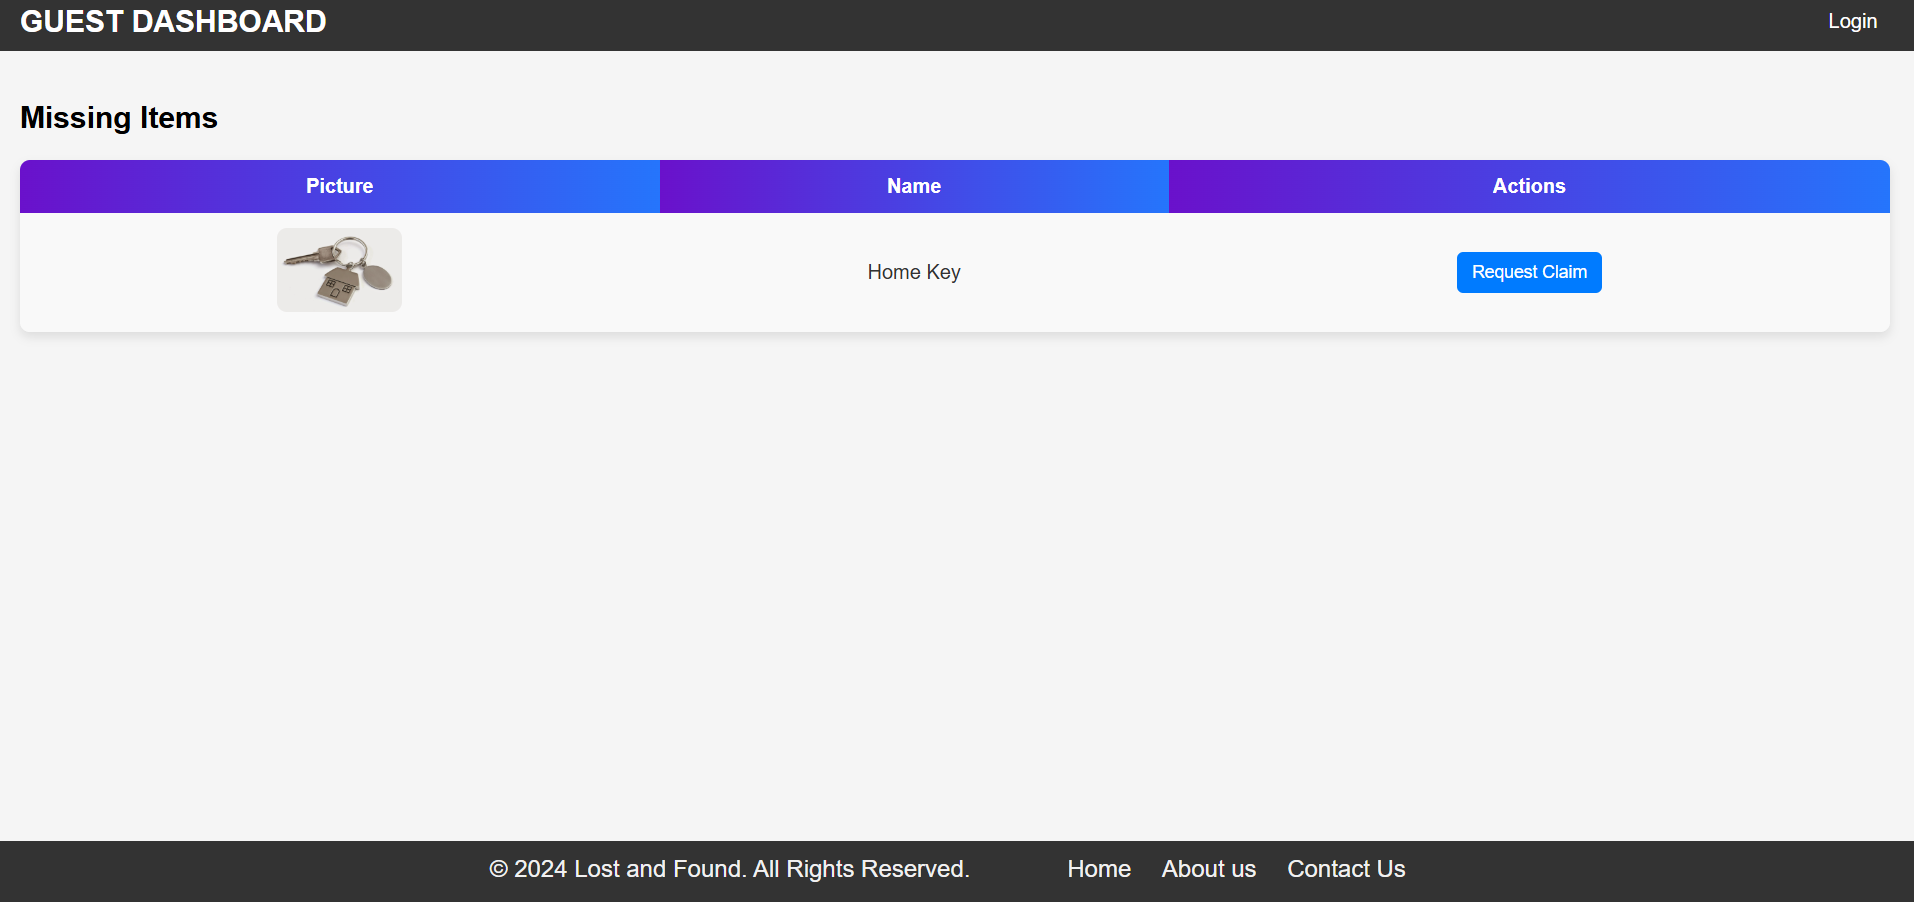 GUEST DASHBOARD
Login
Missing Items
Picture Name Actions
Home Key Request Claim
© 2024 Lost and Found. All Rights Reserved. Home About us Contact Us